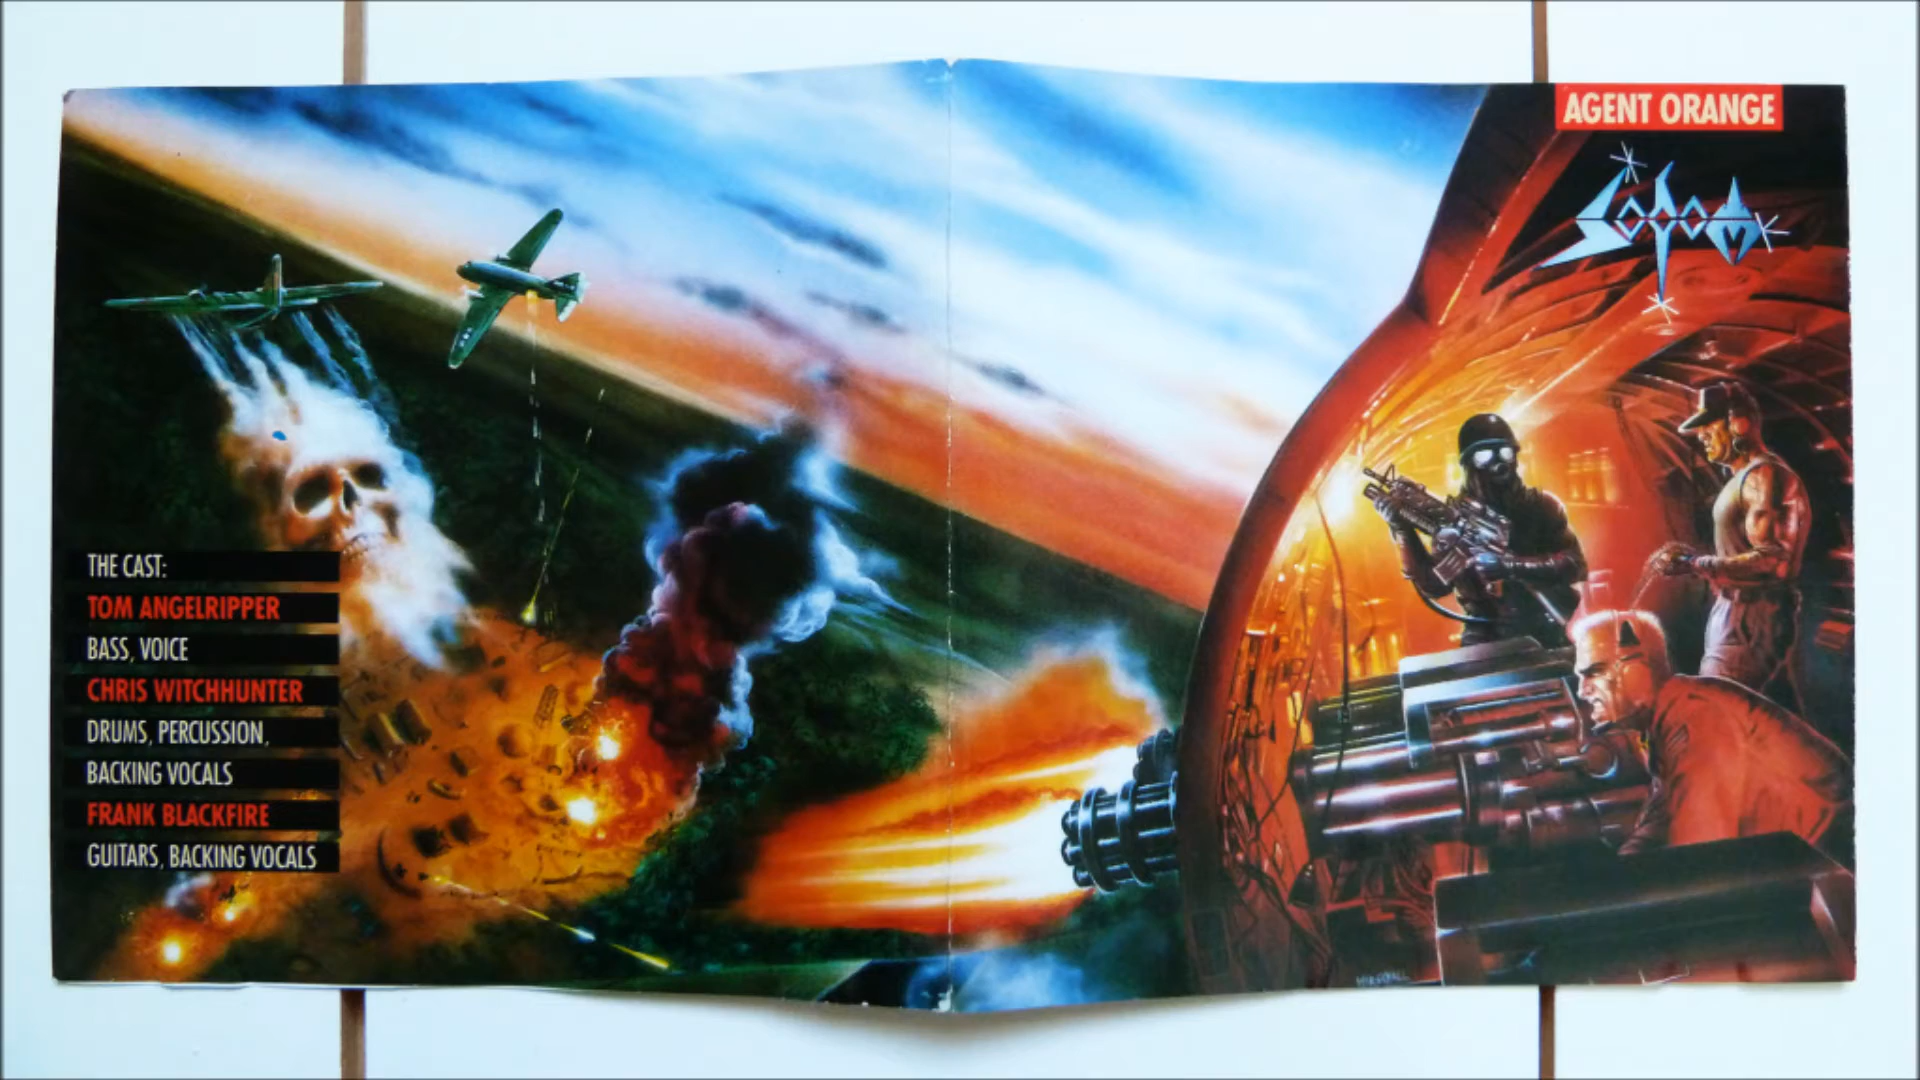 AGENT ORANGE
SODOM
THE CAST:
TOM ANGELRIPPER
BASS, VOICE
CHRIS WITCHHUNTER
DRUMS, PERCUSSION,
BACKING VOCALS
FRANK BLACKFIRE
GUITARS, BACKING VOCALS